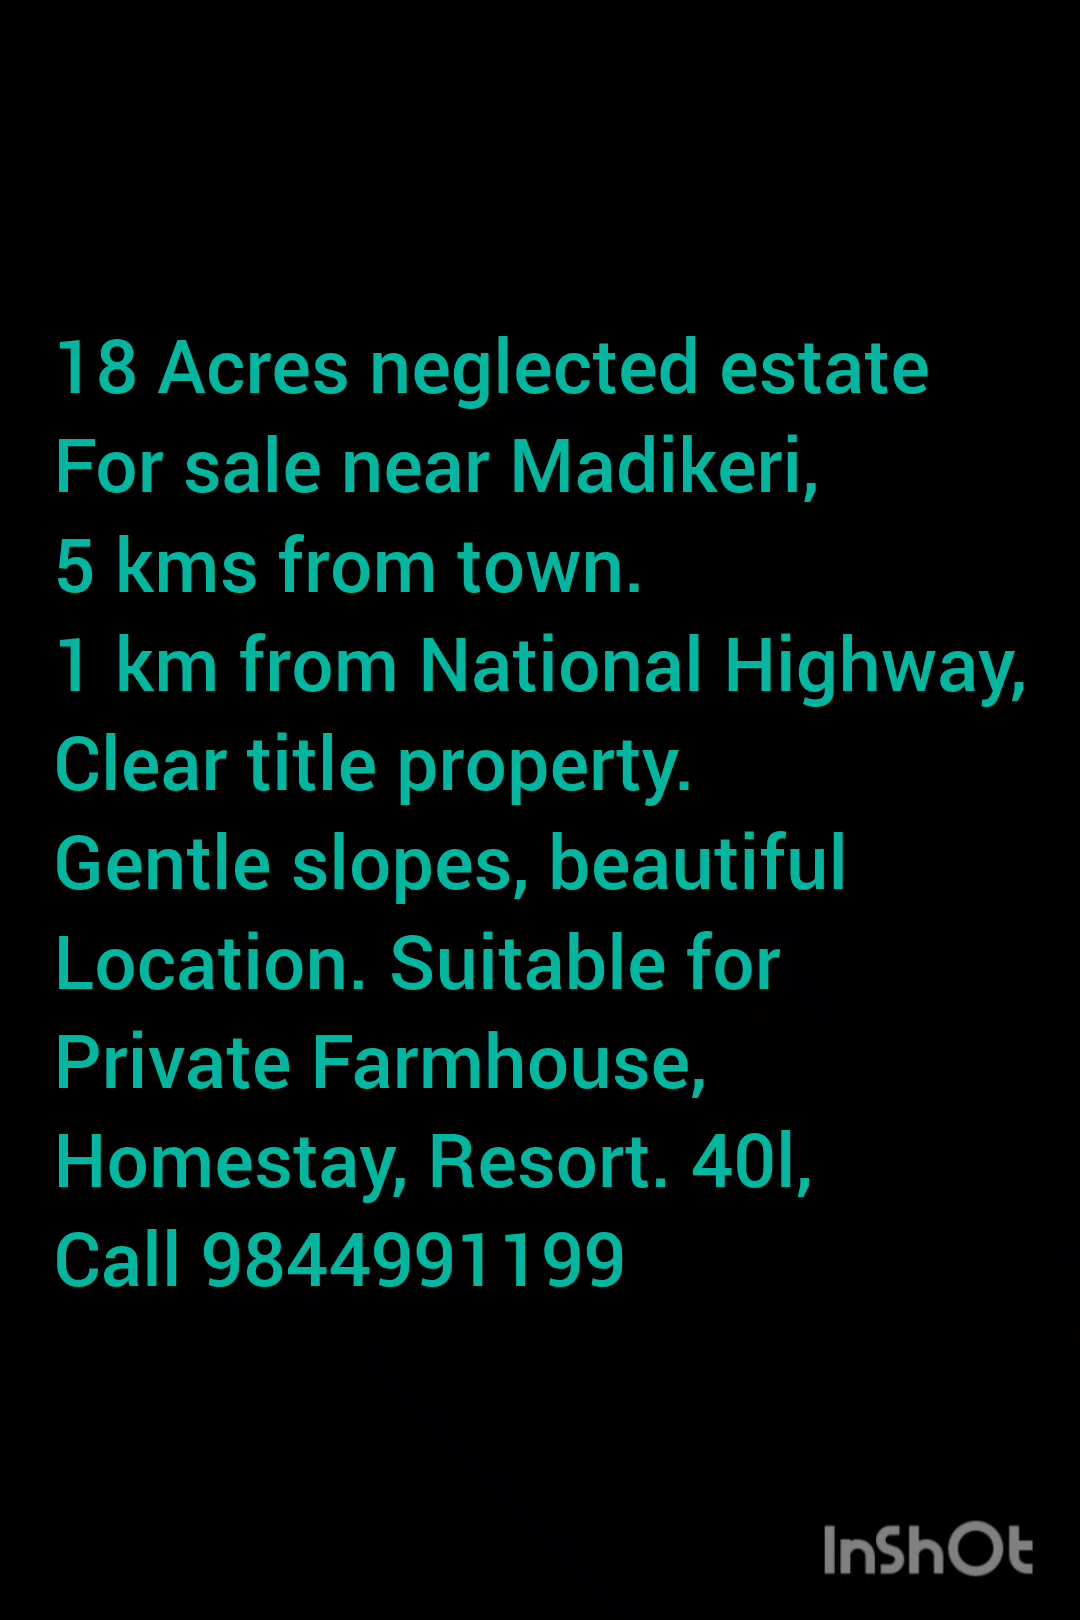 18 Acres neglected estate
For sale near Madikeri,
5 kms from town.
1 km from National Highway,
Clear title property.
Gentle slopes, beautiful
Location. Suitable for
Private Farmhouse,
Homestay, Resort. 40l,
Call 9844991199
InShOt